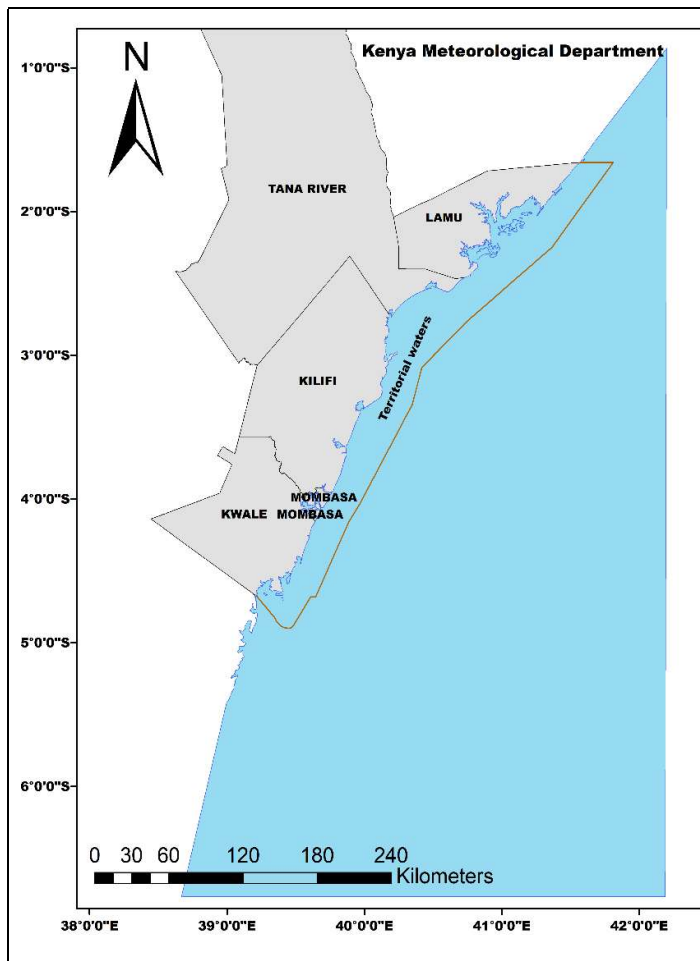 Kenya Meteorological Department
N
1°0'0"S
2°0'0"S
3°0'0"S
4°0'0"S
5°0'0"S
6°0'0"S
TANA RIVER
LAMU
Territorial waters
KILIFI
MOMBASA
KWALE
MOMBASA
0 30 60 120 180 240
Kilometers
38°0'0"E 39°0'0"E 40°0'0"E 41°0'0"E 42°0'0"E